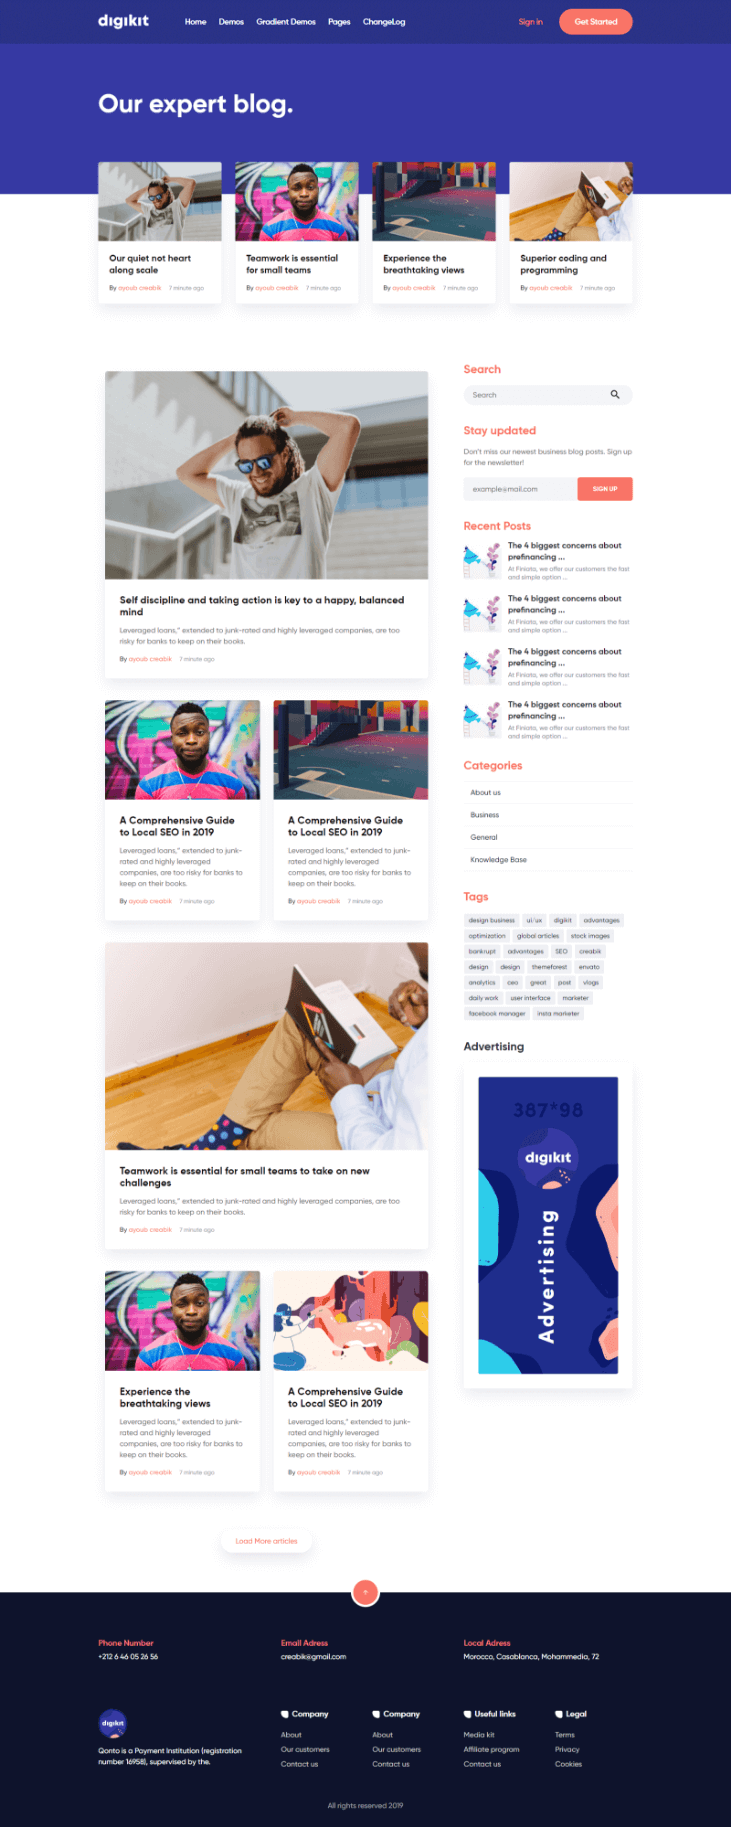 digikit
Home Demos Gradient Demos Pages ChangeLog
Sign in Get Started
Our expert blog.
Our quiet not heart
along scale
By ayoub creabik 7 minute ago
Teamwork is essential
for small teams
By ayoub creabik 7 minute ago
Experience the
breathtaking views
By ayoub creabik 7 minute ago
Superior coding and
programming
By ayoub creabik 7 minute ago
Self discipline and taking action is key to a happy, balanced
mind
Leveraged loans," extended to junk-rated and highly leveraged companies, are too
risky for banks to keep on their books.
By ayoub creabik 7 minute ago
A Comprehensive Guide
to Local SEO in 2019
Leveraged loans," extended to junk-
rated and highly leveraged
companies, are too risky for banks to
keep on their books.
By ayoub creabik 7 minute ago
A Comprehensive Guide
to Local SEO in 2019
Leveraged loans," extended to junk-
rated and highly leveraged
companies, are too risky for banks to
keep on their books.
By ayoub creabik 7 minute ago
Teamwork is essential for small teams to take on new
challenges
Leveraged loans," extended to junk-rated and highly leveraged companies, are too
risky for banks to keep on their books.
By ayoub creabik 7 minute ago
Experience the
breathtaking views
Leveraged loans," extended to junk-
rated and highly leveraged
companies, are too risky for banks to
keep on their books.
By ayoub creabik 7 minute ago
A Comprehensive Guide
to Local SEO in 2019
Leveraged loans," extended to junk-
rated and highly leveraged
companies, are too risky for banks to
keep on their books.
By ayoub creabik 7 minute ago
Load More articles
Search
Search
Stay updated
Don't miss our newest business blog posts. Sign up
for the newsletter!
example@mail.com SIGN UP
Recent Posts
The 4 biggest concerns about
prefinancing ...
At Finiata, we offer our customers the fast
and simple option ...
The 4 biggest concerns about
prefinancing ...
At Finiata, we offer our customers the fast
and simple option ...
The 4 biggest concerns about
prefinancing ...
At Finiata, we offer our customers the fast
and simple option ...
The 4 biggest concerns about
prefinancing ...
At Finiata, we offer our customers the fast
and simple option ...
Categories
About us
Business
General
Knowledge Base
Tags
design business ui/ux digikit advantages
optimization global articles stock images
bankrupt advantages SEO creabik
design design themeforest envato
analytics ceo great post vlogs
daily work user interface marketer
facebook manager insta marketer
Advertising
387*98
digikit
Advertising
Phone Number
+212 6 46 05 26 56
Email Adress
creabik@gmail.com
Local Adress
Morocco, Casablanca, Mohammedio, 72
digikit
Qonto is a Payment Institution (registration
number 16958), supervised by the.
Company
About
Our customers
Contact us
Company
About
Our customers
Contact us
Useful links
Media kit
Affiliate program
Contact us
Legal
Terms
Privacy
Cookies
All rights reserved 2019